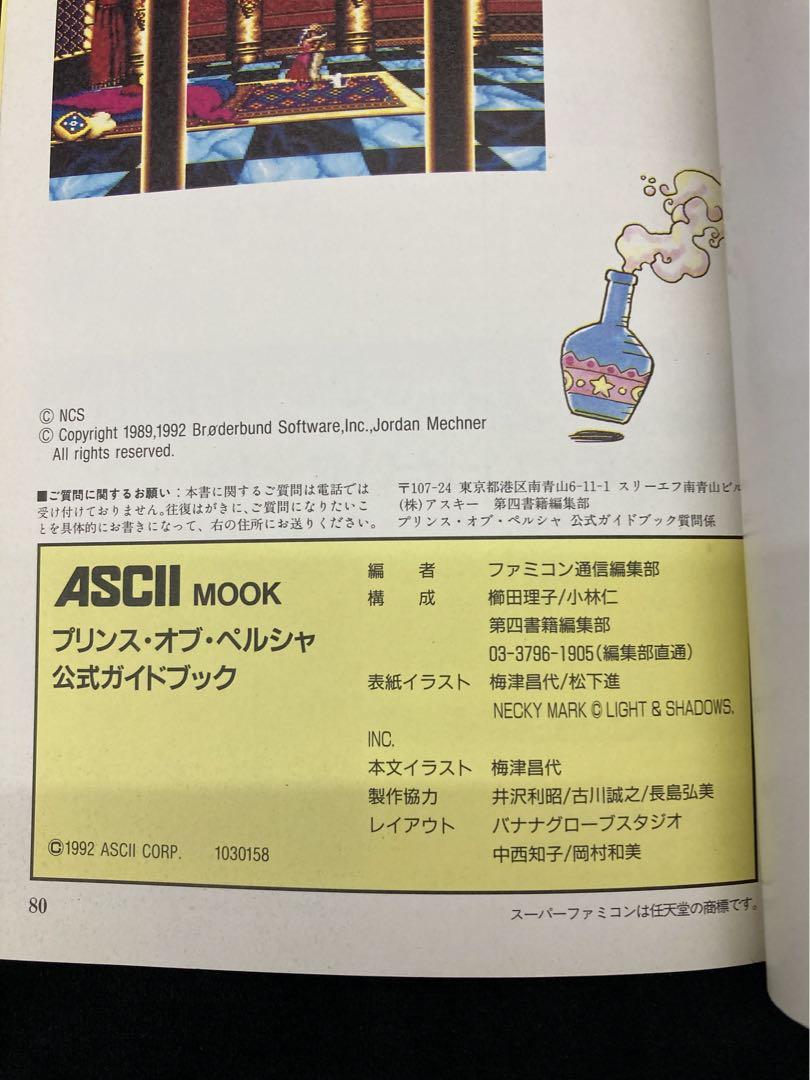 © NCS
© Copyright 1989,1992 Brøderbund Software,Inc.,Jordan Mechner
All rights reserved.
■ご質問に関するお願い：本書に関するご質問は電話では
受け付けておりません。往復はがきに、ご質問になりたいこ
とを具体的にお書きになって、右の住所にお送りください。
〒107-24 東京都港区南青山6-11-1 スリーエフ南青山ビル
(株)アスキー 第四書籍編集部
プリンス・オブ・ペルシャ 公式ガイドブック質問係
ASCII MOOK
プリンス・オブ・ペルシャ
公式ガイドブック
©1992 ASCII CORP. 1030158
編 者 ファミコン通信編集部
構 成 櫛田理子/小林仁
第四書籍編集部
03-3796-1905(編集部直通)
表紙イラスト 梅津昌代/松下進
NECKY MARK © LIGHT & SHADOWS,
INC.
本文イラスト 梅津昌代
製作協力 井沢利昭/古川誠之/長島弘美
レイアウト バナナグローブスタジオ
中西知子/岡村和美
80
スーパーファミコンは任天堂の商標です。